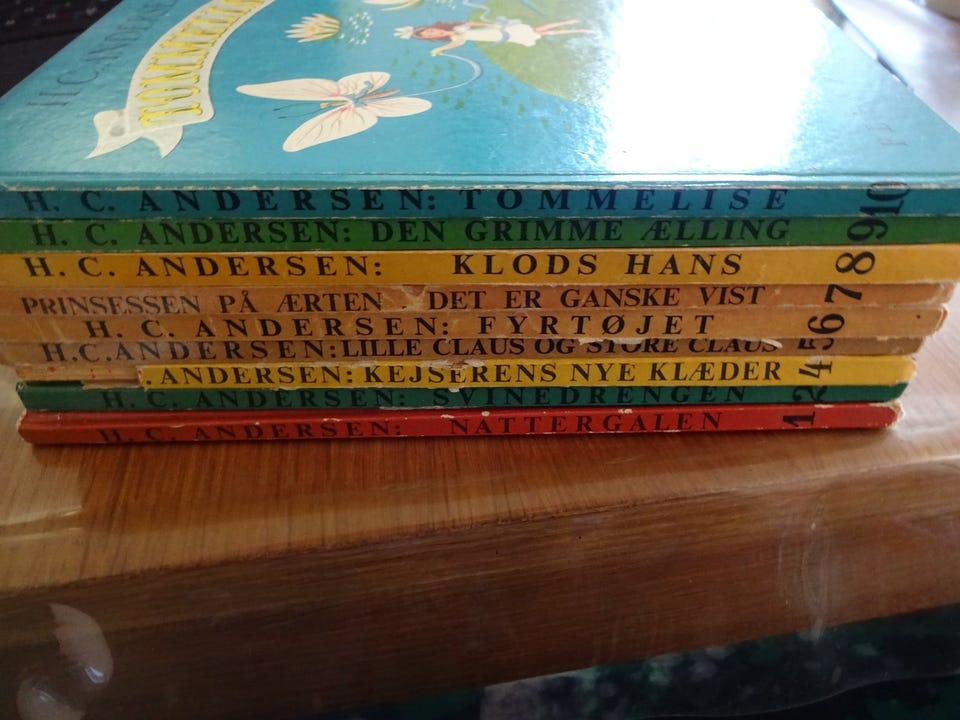 H.C. ANDERSEN
TOMMELISE
H. C. ANDERSEN: TOMMELISE 10
H. C. ANDERSEN: DEN GRIMME ÆLLING 9
H. C. ANDERSEN: KLODS HANS 8
PRINSESSEN PÅ ÆRTEN DET ER GANSKE VIST 7
H. C. ANDERSEN: FYRTØJET 6
H.C. ANDERSEN: LILLE CLAUS OG STORE CLAUS 5
. ANDERSEN: KEJSERENS NYE KLÆDER 4
H. C. ANDERSEN: SVINEDRENGEN 2
H. C. ANDERSEN: NATTERGALEN 1